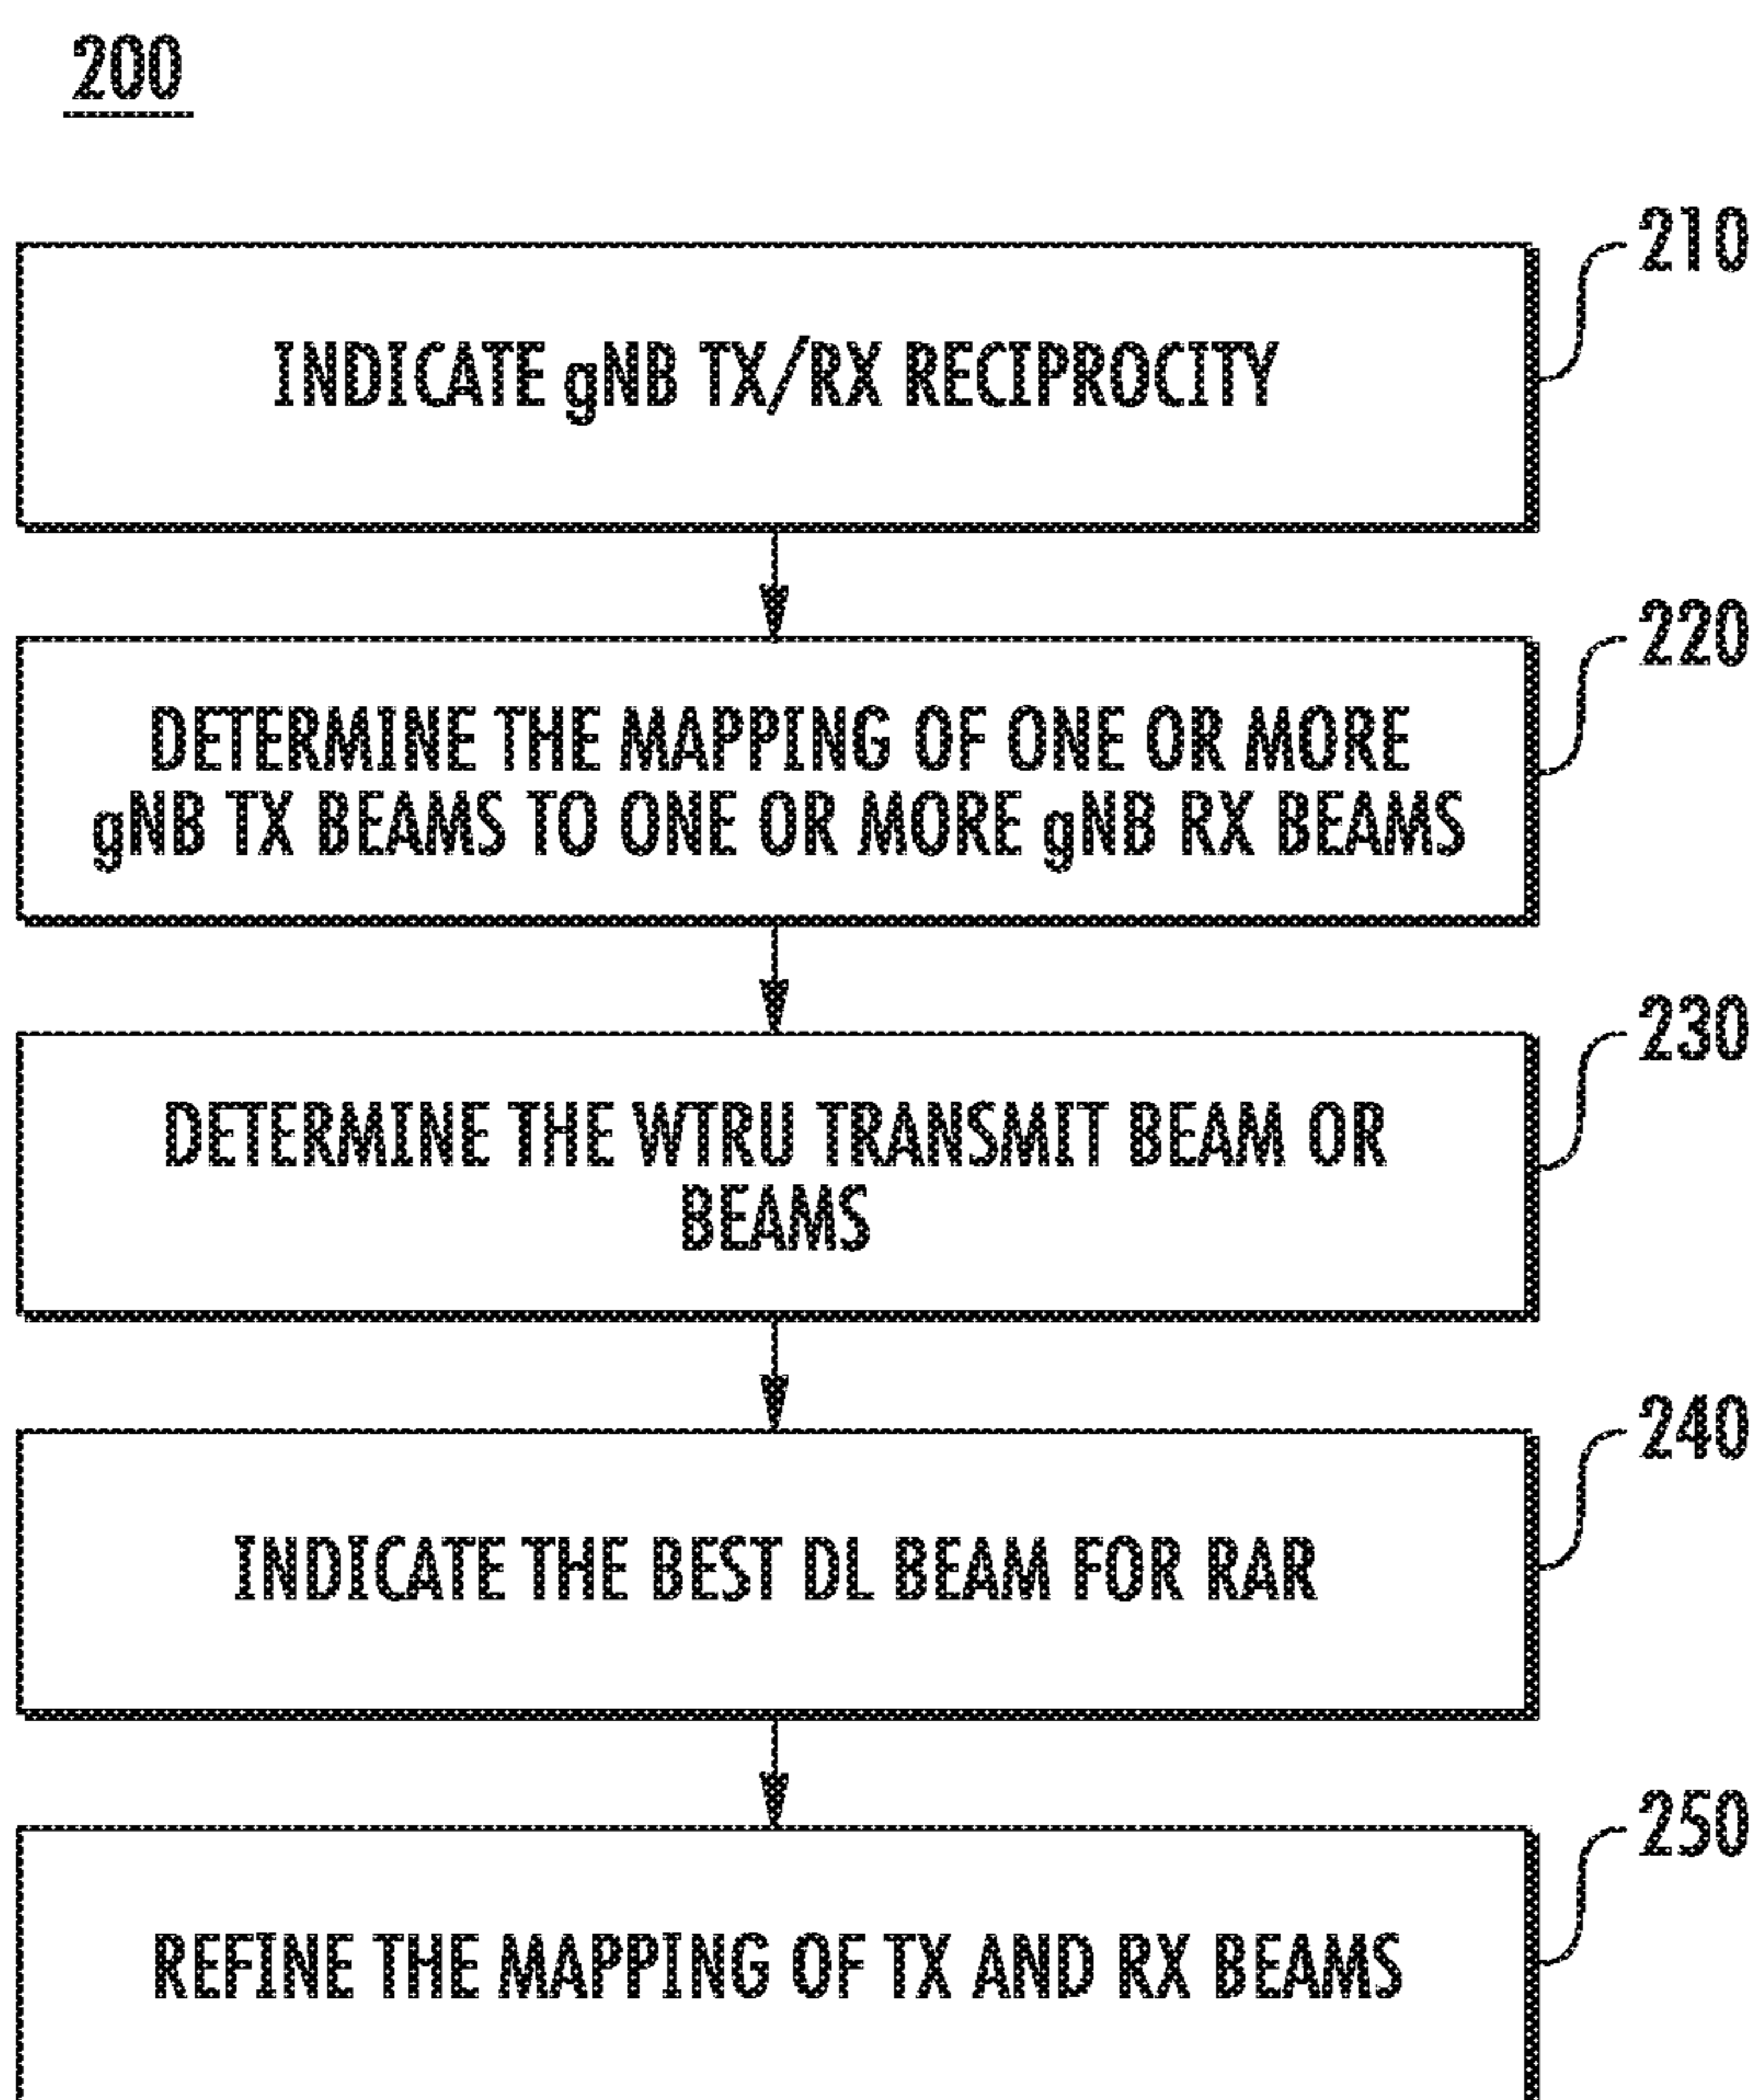 200
210
INDICATE gNB TX/RX RECIPROCITY
220
DETERMINE THE MAPPING OF ONE OR MORE
gNB TX BEAMS TO ONE OR MORE gNB RX BEAMS
230
DETERMINE THE WTRU TRANSMIT BEAM OR
BEAMS
240
INDICATE THE BEST DL BEAM FOR RAR
250
REFINE THE MAPPING OF TX AND RX BEAMS